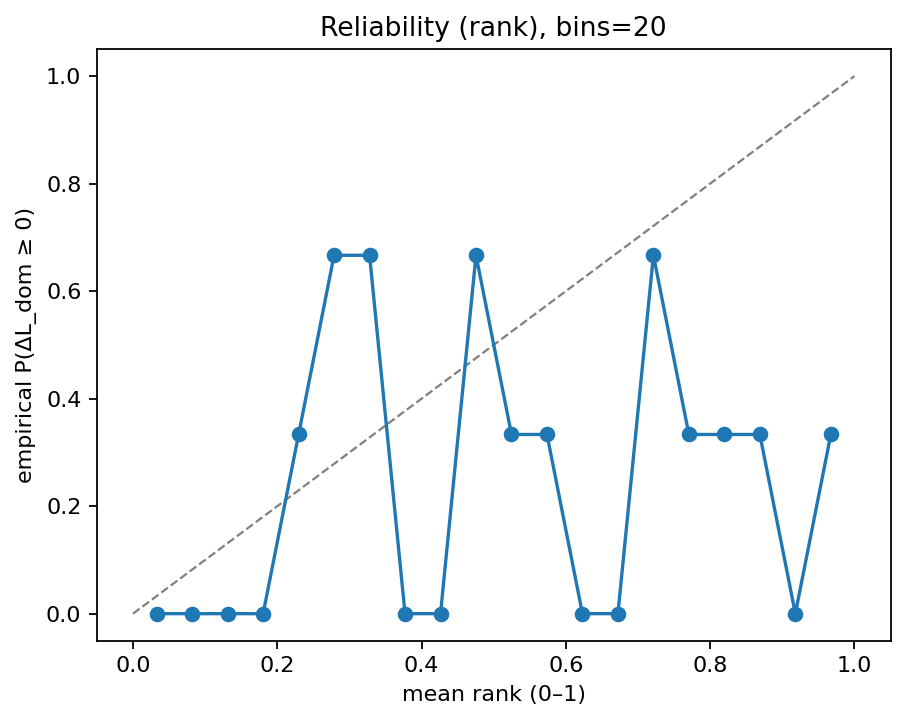 Reliability (rank), bins=20
empirical P(ΔL_dom ≥ 0)
1.0
0.8
0.6
0.4
0.2
0.0
0.0 0.2 0.4 0.6 0.8 1.0
mean rank (0–1)